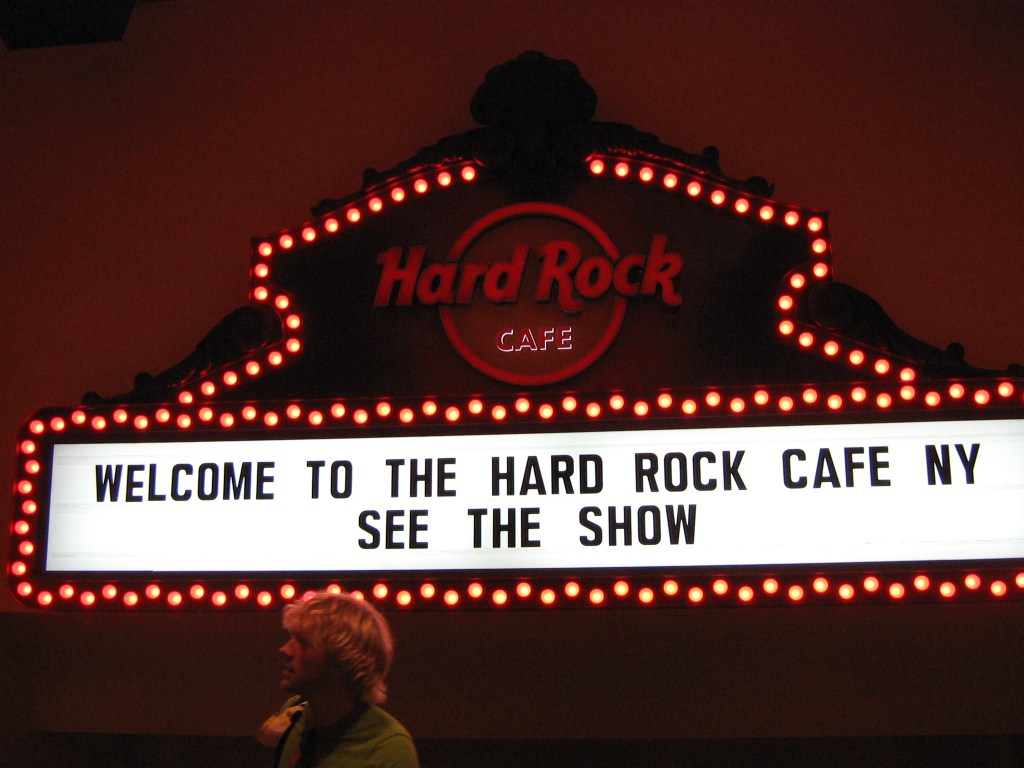 Hard Rock
CAFE
WELCOME TO THE HARD ROCK CAFE NY
SEE THE SHOW